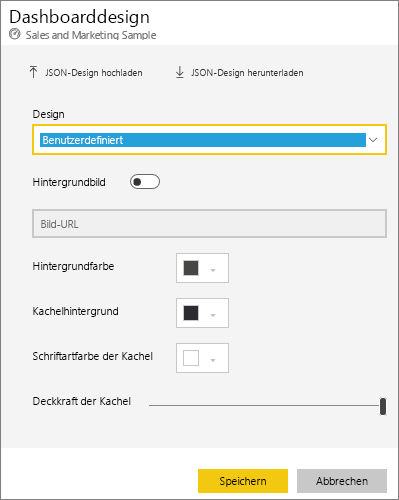 Dashboarddesign
Sales and Marketing Sample
JSON-Design hochladen JSON-Design herunterladen
Design
Benutzerdefiniert
Hintergrundbild
Bild-URL
Hintergrundfarbe
Kachelhintergrund
Schriftartfarbe der Kachel
Deckkraft der Kachel
Speichern Abbrechen